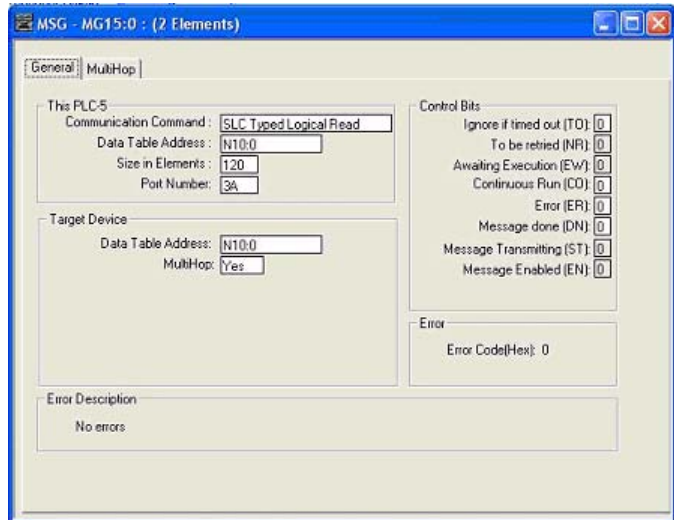 MSG - MG15:0 : (2 Elements)
General MultiHop
This PLC-5
Communication Command : SLC Typed Logical Read
Data Table Address : N10:0
Size in Elements : 120
Port Number: 3A
Target Device
Data Table Address: N10:0
MultiHop: Yes
Control Bits
Ignore if timed out (TO): 0
To be retried (NR): 0
Awaiting Execution (EW): 0
Continuous Run (CO): 0
Error (ER): 0
Message done (DN): 0
Message Transmitting (ST): 0
Message Enabled (EN): 0
Error
Error Code(Hex): 0
Error Description
No errors